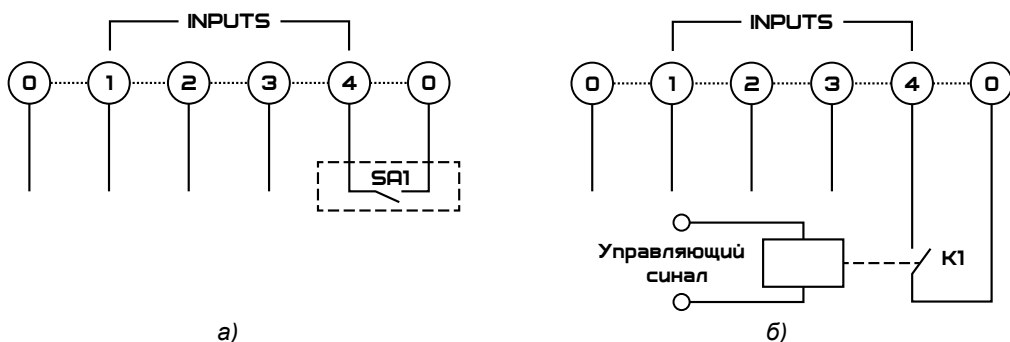 INPUTS
0 1 2 3 4 0
SA1
а)
INPUTS
0 1 2 3 4 0
Управляющий
синал
K1
б)